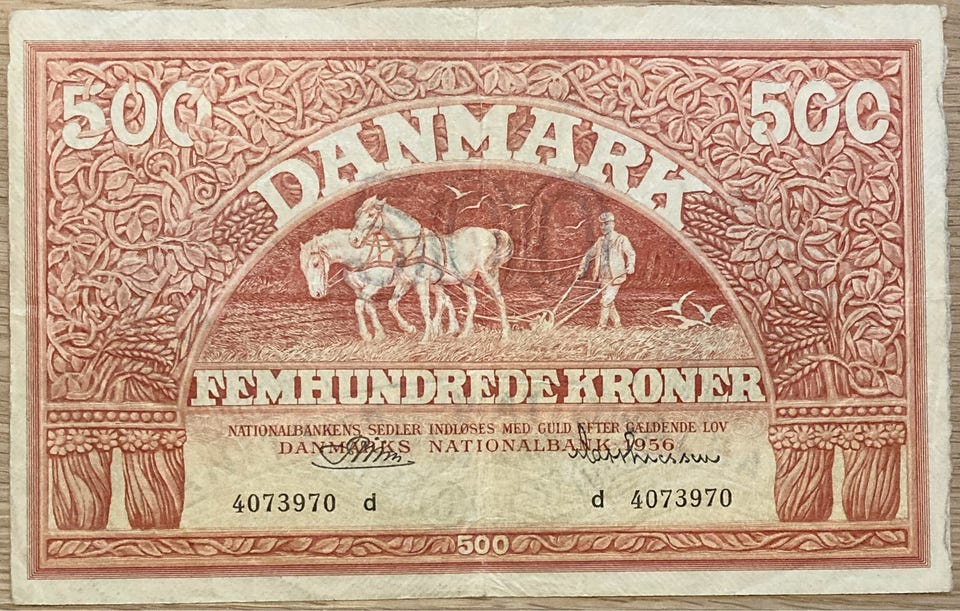 500 500
DANMARK
FEMHUNDREDE KRONER
NATIONALBANKENS SEDLER INDLØSES MED GULD EFTER GÆLDENDE LOV
DANMARKS NATIONALBANK 1956
4073970 d d 4073970
500